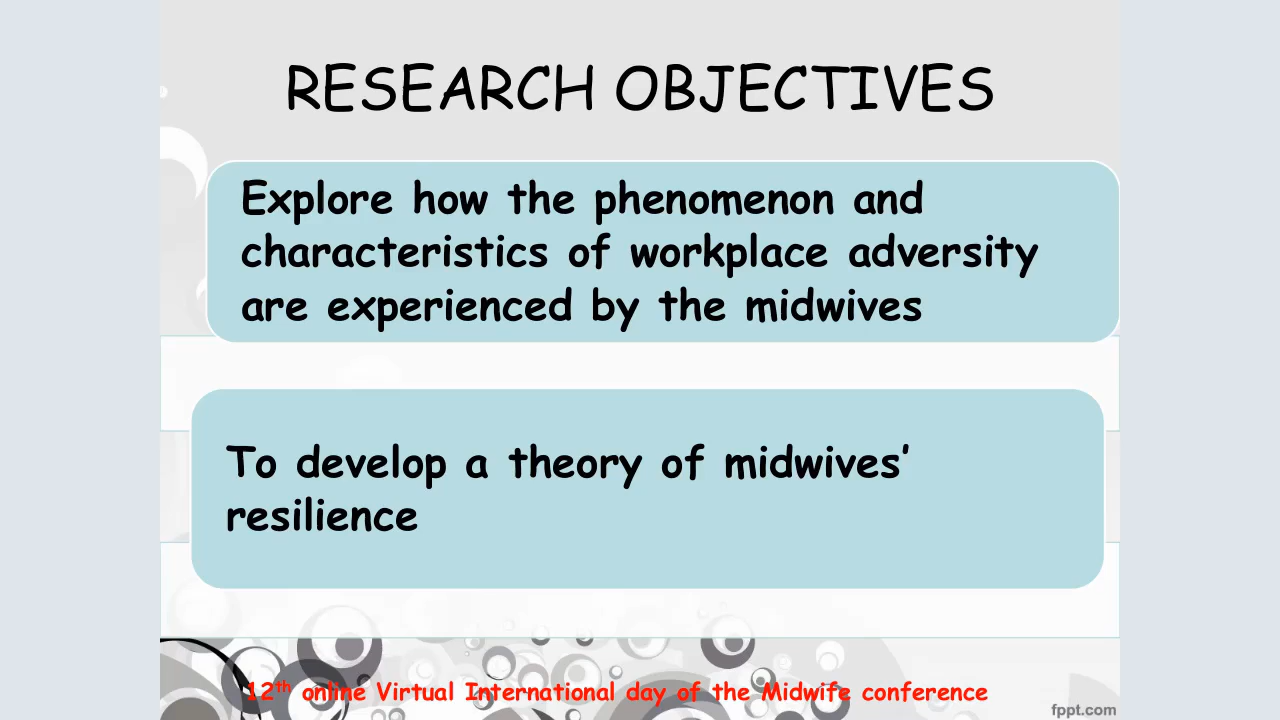 RESEARCH OBJECTIVES
Explore how the phenomenon and
characteristics of workplace adversity
are experienced by the midwives
To develop a theory of midwives’
resilience
12th online Virtual International day of the Midwife conference
fppt.com